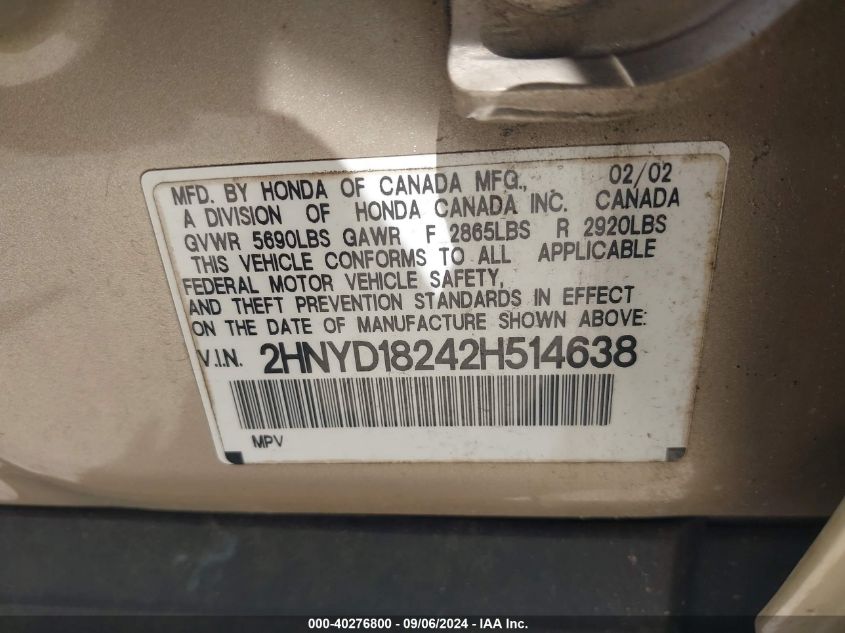 MFD. BY HONDA OF CANADA MFG., 02/02
A DIVISION OF HONDA CANADA INC. CANADA
GVWR 5690LBS GAWR F 2865LBS R 2920LBS
THIS VEHICLE CONFORMS TO ALL APPLICABLE
FEDERAL MOTOR VEHICLE SAFETY,
AND THEFT PREVENTION STANDARDS IN EFFECT
ON THE DATE OF MANUFACTURE SHOWN ABOVE:
V.I.N. 2HNYD18242H514638
MPV
000-40276800 - 09/06/2024 - IAA Inc.